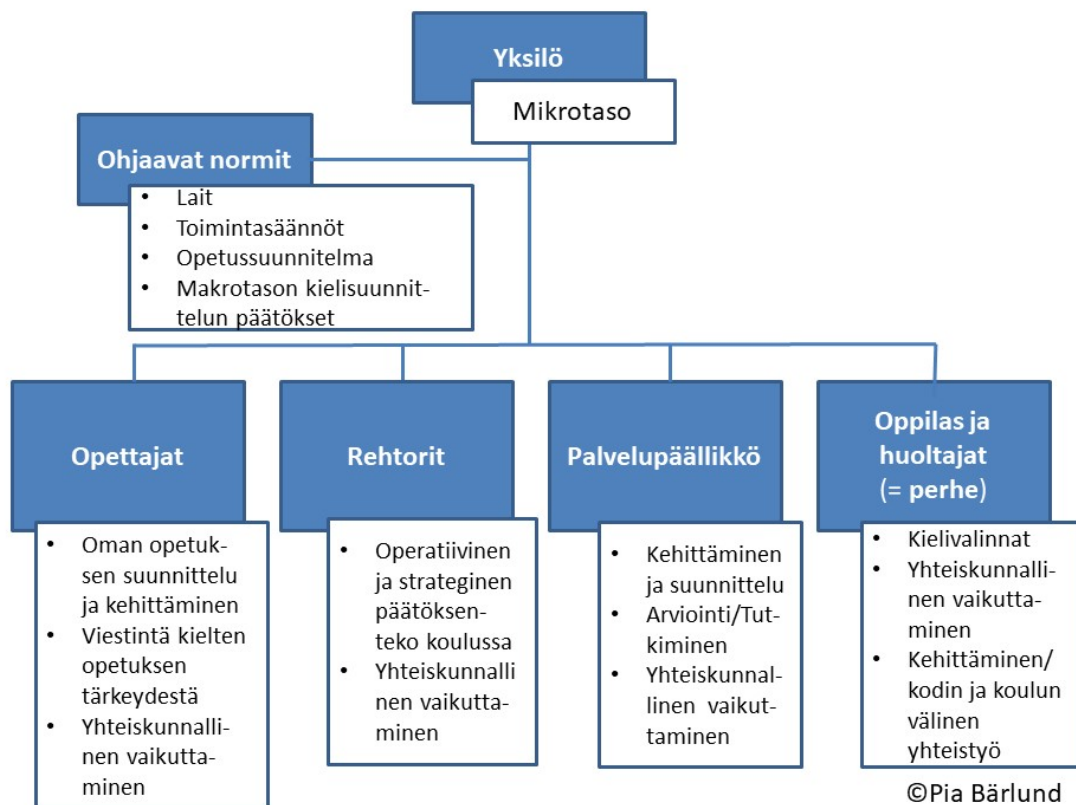 Yksilö
Mikrotaso
Ohjaavat normit
• Lait
• Toimintasäännöt
• Opetussuunnitelma
• Makrotason kielisuunnit-
telun päätökset
Opettajat
• Oman opetuk-
sen suunnittelu
ja kehittäminen
• Viestintä kielten
opetuksen
tärkeydestä
• Yhteiskunnalli-
nen vaikutta-
minen
Rehtorit
• Operatiivinen
ja strateginen
päätöksen-
teko koulussa
• Yhteiskunnalli
nen vaikutta-
minen
Palvelupäällikkö
• Kehittäminen
ja suunnittelu
• Arviointi/Tut-
kiminen
• Yhteiskunnal-
linen vaikut-
taminen
Oppilas ja
huoltajat
(= perhe)
• Kielivalinnat
• Yhteiskunnalli-
nen vaikutta-
minen
• Kehittäminen/
kodin ja koulun
välinen
yhteistyö
©Pia Bärlund